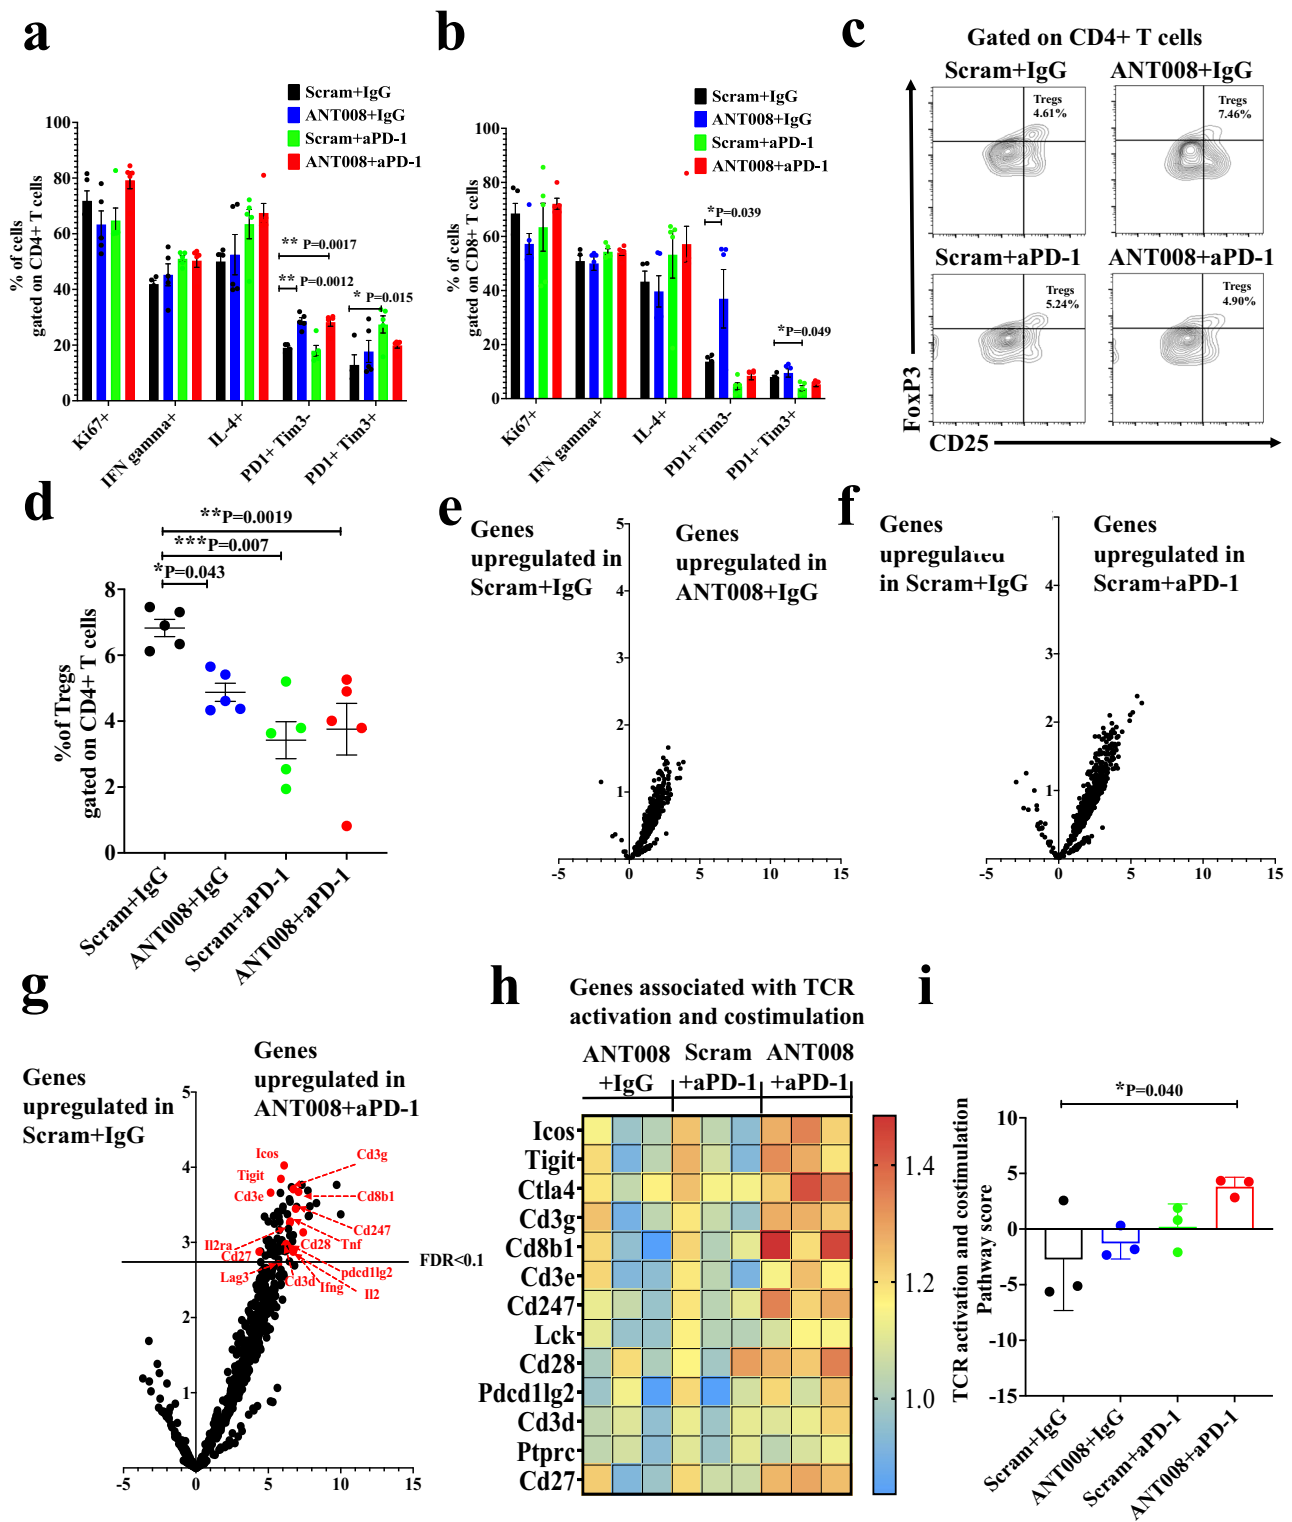 a
Scram+IgG
ANT008+IgG
Scram+aPD-1
ANT008+aPD-1
% of cells
gated on CD4+ T cells
100
80
60
40
20
0
** P=0.0017
** P=0.0012
* P=0.015
Ki67+
IFN gamma+
IL-4+
PD1+ Tim3-
PD1+ Tim3+
b
Scram+IgG
ANT008+IgG
Scram+aPD-1
ANT008+aPD-1
% of cells
gated on CD8+ T cells
100
80
60
40
20
0
*P=0.039
*P=0.049
Ki67+
IFN gamma+
IL-4+
PD1+ Tim3-
PD1+ Tim3+
c
Gated on CD4+ T cells
Scram+IgG
ANT008+IgG
Tregs
4.61%
Tregs
7.46%
Scram+aPD-1
ANT008+aPD-1
Tregs
5.24%
Tregs
4.90%
FoxP3
CD25
d
**P=0.0019
***P=0.007
*P=0.043
%of Tregs
gated on CD4+ T cells
8
6
4
2
0
Scram+IgG
ANT008+IgG
Scram+aPD-1
ANT008+aPD-1
e
Genes
upregulated in
Scram+IgG
Genes
upregulated in
ANT008+IgG
5
4
3
2
1
-5
0
5
10
15
f
Genes
upregulated
in Scram+IgG
Genes
upregulated in
Scram+aPD-1
4
3
2
1
-5
0
5
10
15
g
Genes
upregulated in
Scram+IgG
Genes
upregulated in
ANT008+aPD-1
5
4
3
2
1
Icos
Cd3g
Tigit
Cd3e
Cd8b1
Cd247
Il2ra
Cd28
Tnf
Cd27
pdcd1lg2
Lag3
Cd3d
Ifng
Il2
FDR<0.1
-5
0
5
10
15
h
Genes associated with TCR
activation and costimulation
ANT008
+IgG
Scram
+aPD-1
ANT008
+aPD-1
Icos
Tigit
Ctla4
Cd3g
Cd8b1
Cd3e
Cd247
Lck
Cd28
Pdcd1lg2
Cd3d
Ptprc
Cd27
1.4
1.2
1.0
i
*P=0.040
TCR activation and costimulation
Pathway score
10
5
0
-5
-10
-15
Scram+IgG
ANT008+IgG
Scram+aPD-1
ANT008+aPD-1